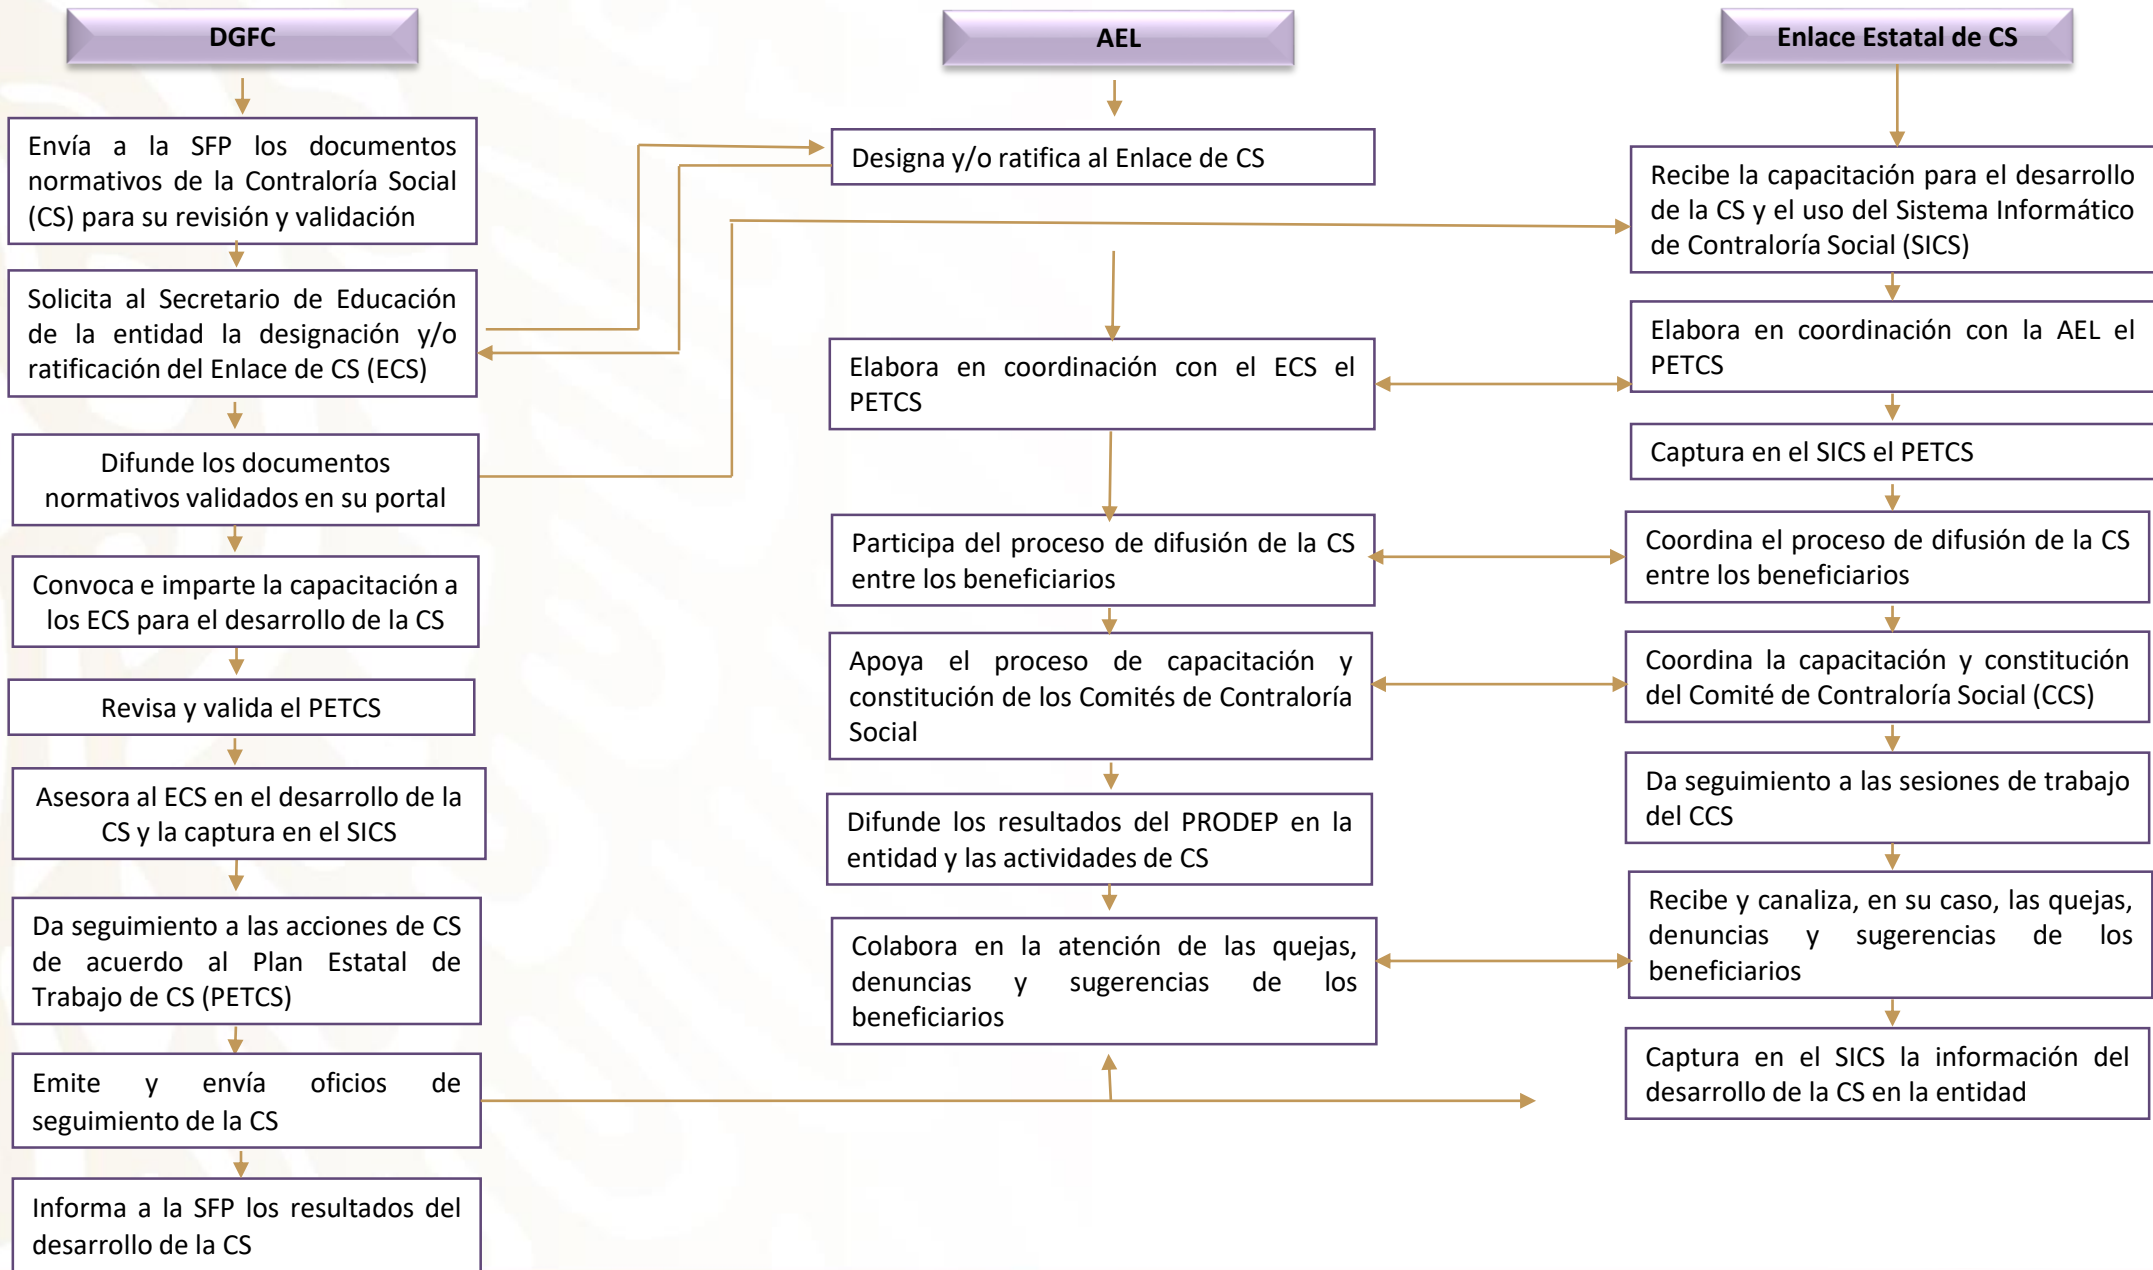 DGFC
Envía a la SFP los documentos
normativos de la Contraloría Social
(CS) para su revisión y validación
Solicita al Secretario de Educación
de la entidad la designación y/o
ratificación del Enlace de CS (ECS)
Difunde los documentos
normativos validados en su portal
Convoca e imparte la capacitación a
los ECS para el desarrollo de la CS
Revisa y valida el PETCS
Asesora al ECS en el desarrollo de la
CS y la captura en el SICS
Da seguimiento a las acciones de CS
de acuerdo al Plan Estatal de
Trabajo de CS (PETCS)
Emite y envía oficios de
seguimiento de la CS
Informa a la SFP los resultados del
desarrollo de la CS
AEL
Designa y/o ratifica al Enlace de CS
Elabora en coordinación con el ECS el
PETCS
Participa del proceso de difusión de la CS
entre los beneficiarios
Apoya el proceso de capacitación y
constitución de los Comités de Contraloría
Social
Difunde los resultados del PRODEP en la
entidad y las actividades de CS
Colabora en la atención de las quejas,
denuncias y sugerencias de los
beneficiarios
Enlace Estatal de CS
Recibe la capacitación para el desarrollo
de la CS y el uso del Sistema Informático
de Contraloría Social (SICS)
Elabora en coordinación con la AEL el
PETCS
Captura en el SICS el PETCS
Coordina el proceso de difusión de la CS
entre los beneficiarios
Coordina la capacitación y constitución
del Comité de Contraloría Social (CCS)
Da seguimiento a las sesiones de trabajo
del CCS
Recibe y canaliza, en su caso, las quejas,
denuncias y sugerencias de los
beneficiarios
Captura en el SICS la información del
desarrollo de la CS en la entidad